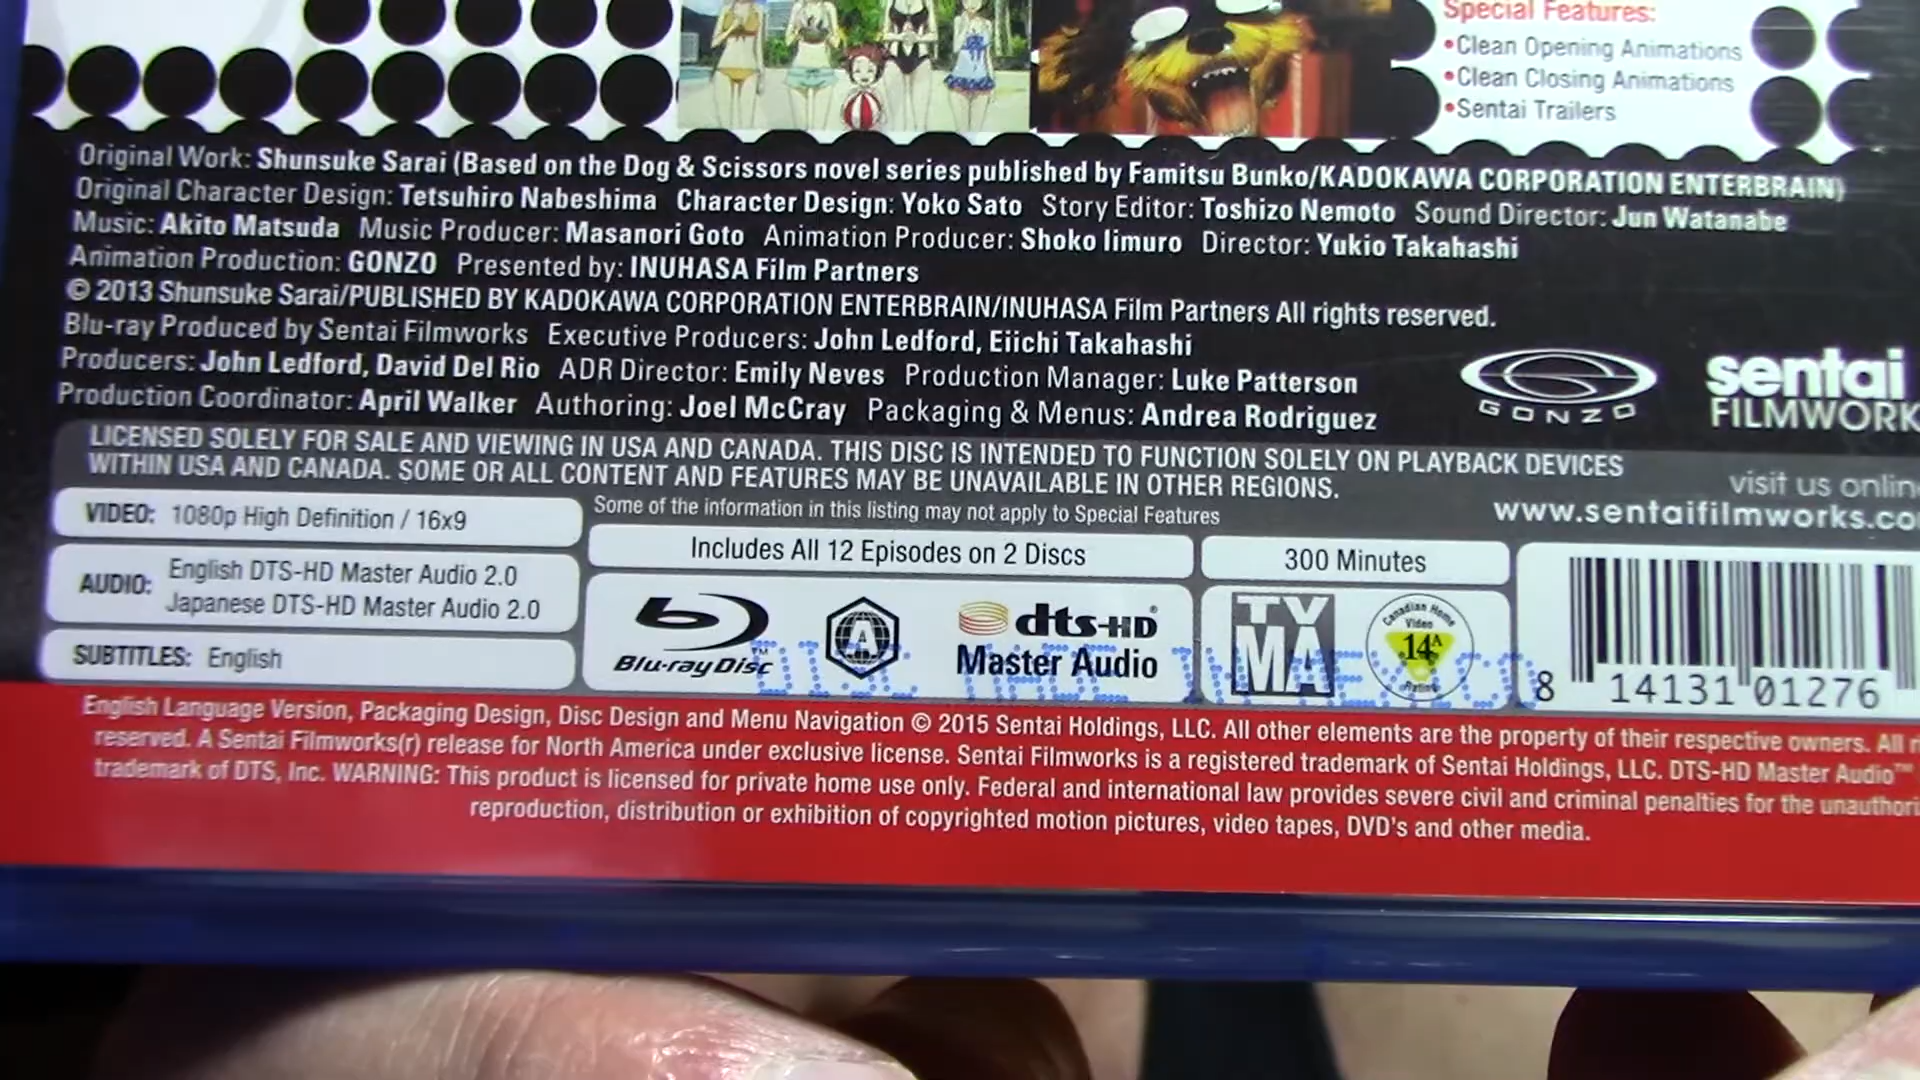 Special Features:
•Clean Opening Animations
•Clean Closing Animations
•Sentai Trailers
Original Work: Shunsuke Sarai (Based on the Dog & Scissors novel series published by Famitsu Bunko/KADOKAWA CORPORATION ENTERBRAIN)
Original Character Design: Tetsuhiro Nabeshima Character Design: Yoko Sato Story Editor: Toshizo Nemoto Sound Director: Jun Watanabe
Music: Akito Matsuda Music Producer: Masanori Goto Animation Producer: Shoko Iimuro Director: Yukio Takahashi
Animation Production: GONZO Presented by: INUHASA Film Partners
© 2013 Shunsuke Sarai/PUBLISHED BY KADOKAWA CORPORATION ENTERBRAIN/INUHASA Film Partners All rights reserved.
Blu-ray Produced by Sentai Filmworks Executive Producers: John Ledford, Eiichi Takahashi
Producers: John Ledford, David Del Rio ADR Director: Emily Neves Production Manager: Luke Patterson
Production Coordinator: April Walker Authoring: Joel McCray Packaging & Menus: Andrea Rodriguez
GONZO
sentai
FILMWORK
LICENSED SOLELY FOR SALE AND VIEWING IN USA AND CANADA. THIS DISC IS INTENDED TO FUNCTION SOLELY ON PLAYBACK DEVICES
WITHIN USA AND CANADA. SOME OR ALL CONTENT AND FEATURES MAY BE UNAVAILABLE IN OTHER REGIONS.
visit us onlin
www.sentaifilmworks.co
Some of the information in this listing may not apply to Special Features
VIDEO: 1080p High Definition / 16x9
AUDIO: English DTS-HD Master Audio 2.0
Japanese DTS-HD Master Audio 2.0
SUBTITLES: English
Includes All 12 Episodes on 2 Discs
300 Minutes
Blu-ray Disc™
A
dts-HD
Master Audio
TV
MA
Canadian Home
Video
14A
Rating
DISC MADE IN MEXICO
8 14131 01276
English Language Version, Packaging Design, Disc Design and Menu Navigation © 2015 Sentai Holdings, LLC. All other elements are the property of their respective owners. All r
reserved. A Sentai Filmworks(r) release for North America under exclusive license. Sentai Filmworks is a registered trademark of Sentai Holdings, LLC. DTS-HD Master Audio™
trademark of DTS, Inc. WARNING: This product is licensed for private home use only. Federal and international law provides severe civil and criminal penalties for the unauthori
reproduction, distribution or exhibition of copyrighted motion pictures, video tapes, DVD's and other media.